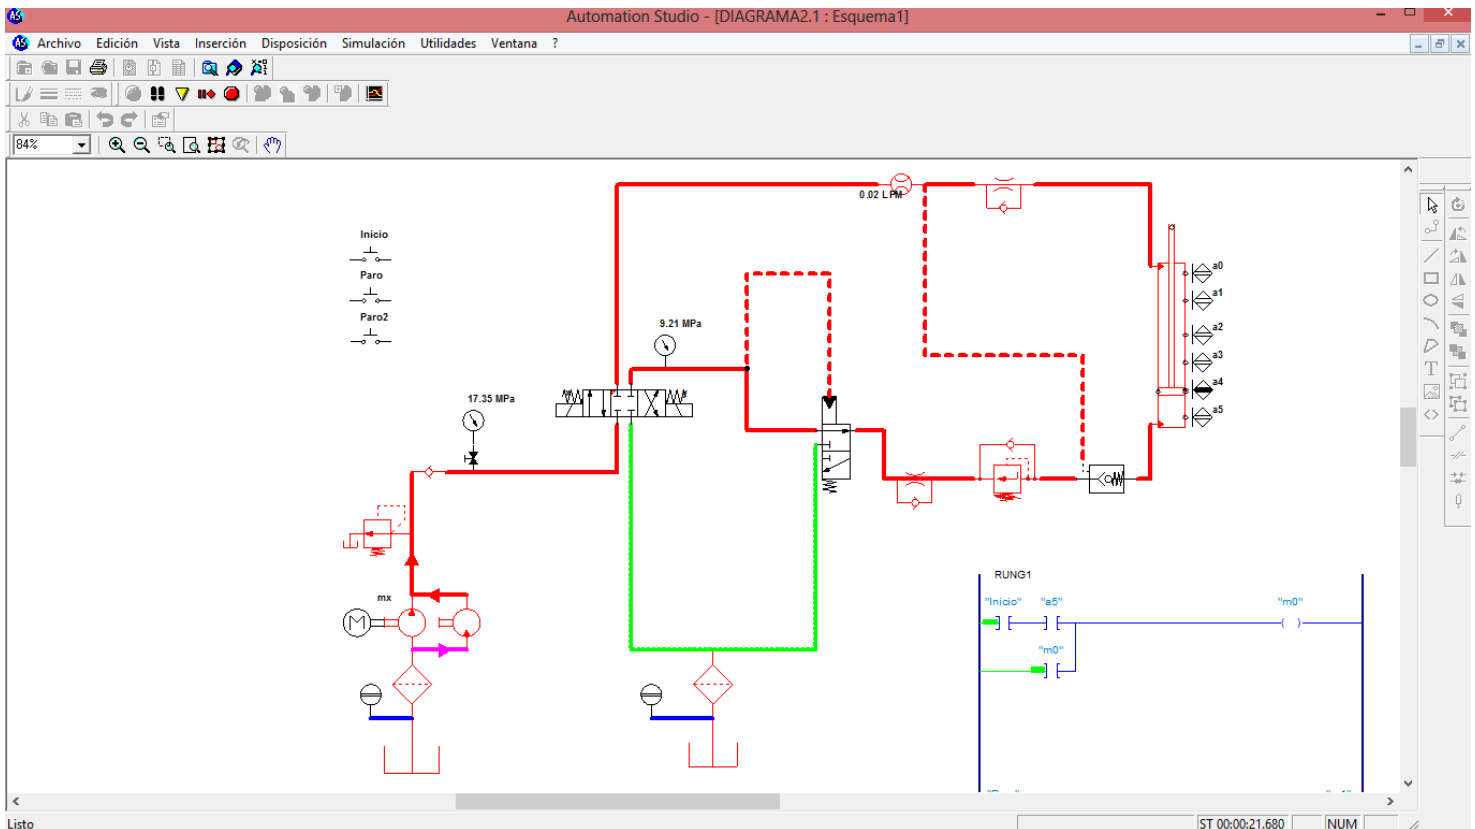 Automation Studio - [DIAGRAMA2.1 : Esquema1]
Archivo Edición Vista Inserción Disposición Simulación Utilidades Ventana ?
84%
0.02 LPM
Inicio
Paro
Paro2
a0
a1
a2
a3
a4
a5
9.21 MPa
17.35 MPa
mx
M
RUNG1
"Inicio" "a5" "m0"
"m0"
Listo ST 00:00:21.680 NUM